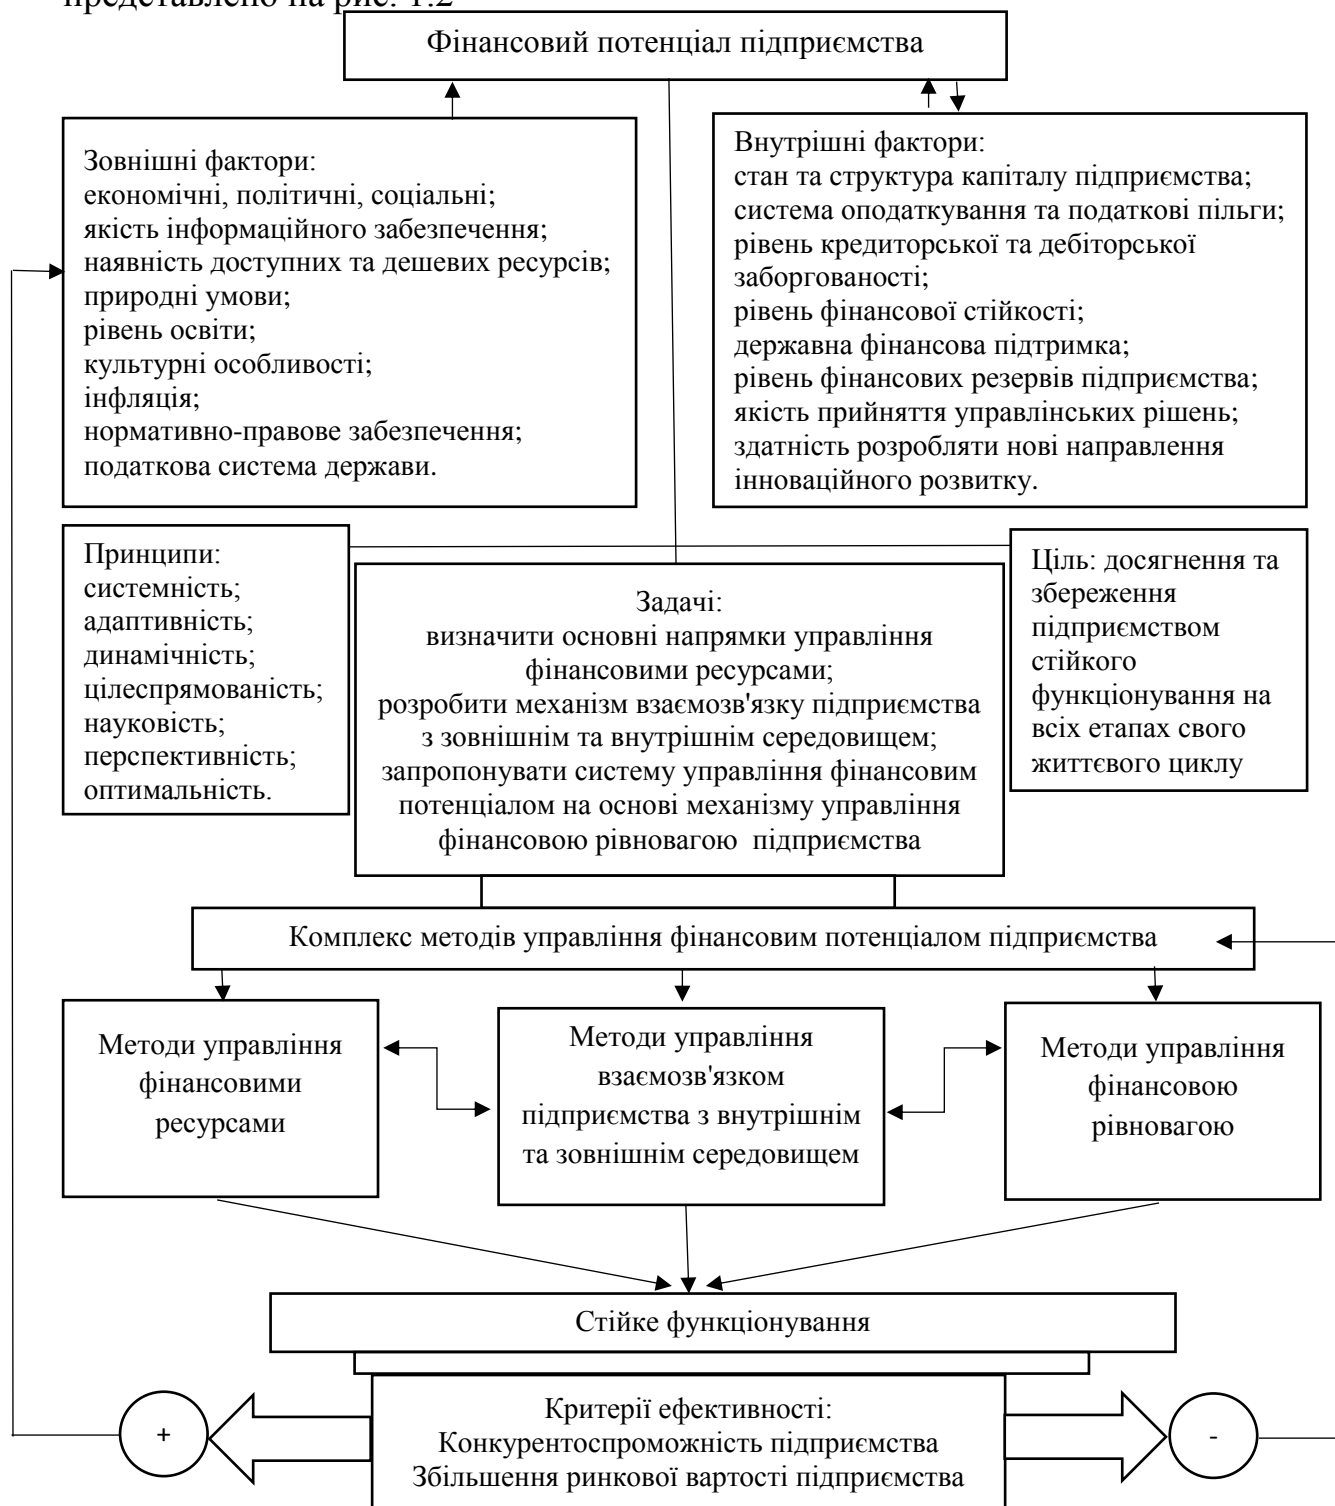 представлено на рис. 1.2
Фінансовий потенціал підприємства
Зовнішні фактори:
економічні, політичні, соціальні;
якість інформаційного забезпечення;
наявність доступних та дешевих ресурсів;
природні умови;
рівень освіти;
культурні особливості;
інфляція;
нормативно-правове забезпечення;
податкова система держави.
Внутрішні фактори:
стан та структура капіталу підприємства;
система оподаткування та податкові пільги;
рівень кредиторської та дебіторської
заборгованості;
рівень фінансової стійкості;
державна фінансова підтримка;
рівень фінансових резервів підприємства;
якість прийняття управлінських рішень;
здатність розробляти нові направлення
інноваційного розвитку.
Принципи:
системність;
адаптивність;
динамічність;
цілеспрямованість;
науковість;
перспективність;
оптимальність.
Задачі:
визначити основні напрямки управління
фінансовими ресурсами;
розробити механізм взаємозв'язку підприємства
з зовнішнім та внутрішнім середовищем;
запропонувати систему управління фінансовим
потенціалом на основі механізму управління
фінансовою рівновагою підприємства
Ціль: досягнення та
збереження
підприємством
стійкого
функціонування на
всіх етапах свого
життєвого циклу
Комплекс методів управління фінансовим потенціалом підприємства
Методи управління
фінансовими
ресурсами
Методи управління
взаємозв'язком
підприємства з внутрішнім
та зовнішнім середовищем
Методи управління
фінансовою
рівновагою
Стійке функціонування
+
Критерії ефективності:
Конкурентоспроможність підприємства
Збільшення ринкової вартості підприємства
-